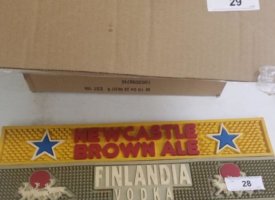 29
NEWCASTLE
BROWN ALE
FINLANDIA
VODKA
28